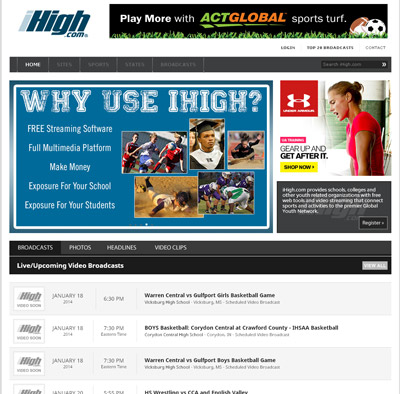 iHigh
.com
Play More with ACTGLOBAL sports turf.
LOGIN TOP 20 BROADCASTS CONTACT
HOME SITES SPORTS STATES BROADCASTS Search iHigh.com »
WHY USE IHIGH?
FREE Streaming Software
Full Multimedia Platform
Make Money
Exposure For Your School
Exposure For Your Students
UNDER ARMOUR
UA TRAINING
GEAR UP AND
GET AFTER IT.
SHOP NOW
iHigh.com provides schools, colleges and
other youth related organizations with free
web tools and video streaming that connect
sports and activities to the premier Global
Youth Network.
Register »
BROADCASTS PHOTOS HEADLINES VIDEO CLIPS
Live/Upcoming Video Broadcasts VIEW ALL
iHigh
VIDEO SOON
JANUARY 18
2014
6:30 PM
Warren Central vs Gulfport Girls Basketball Game
Vicksburg High School - Vicksburg, MS - Scheduled Video Broadcast
iHigh
VIDEO SOON
JANUARY 18
2014
7:30 PM
Eastern Time
BOYS Basketball: Corydon Central at Crawford County - IHSAA Basketball
Corydon Central High School - Corydon, IN - Scheduled Video Broadcast
iHigh
VIDEO SOON
JANUARY 18
2014
7:30 PM
Eastern Time
Warren Central vs Gulfport Boys Basketball Game
Vicksburg High School - Vicksburg, MS - Scheduled Video Broadcast
JANUARY 20
5:55 PM
HS Wrestling vs CCA and English Valley